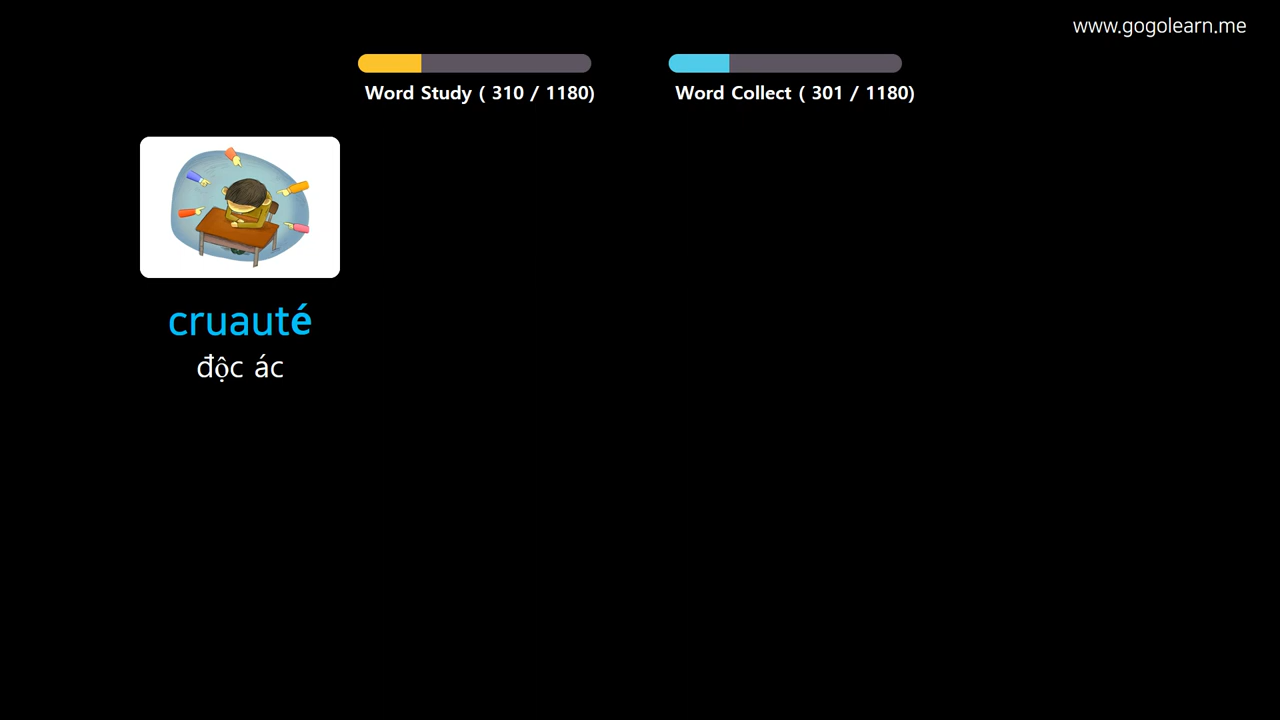 www.gogolearn.me
Word Study ( 310 / 1180)
Word Collect ( 301 / 1180)
cruauté
độc ác